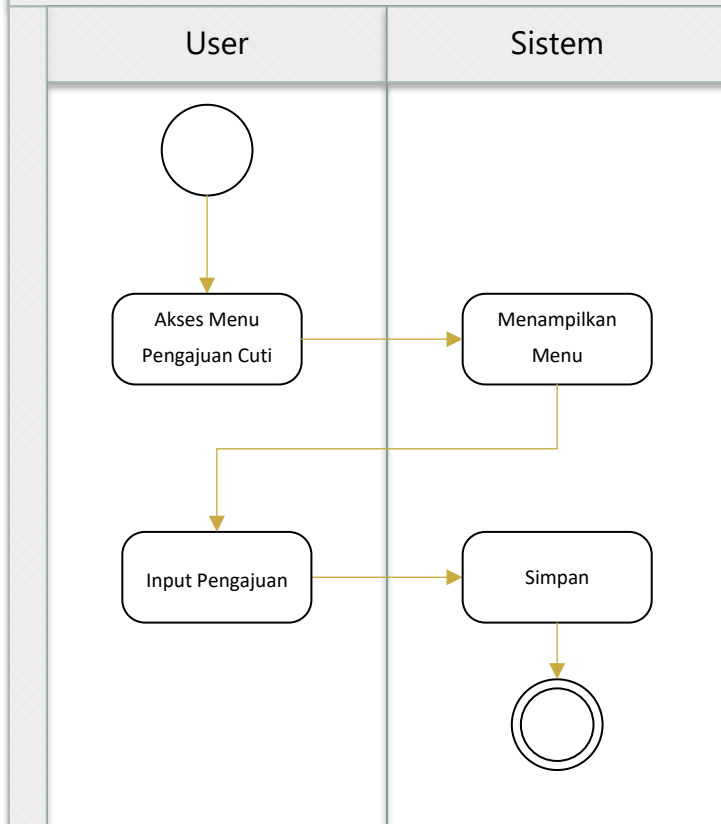 User
Sistem
Akses Menu
Pengajuan Cuti
Menampilkan
Menu
Input Pengajuan
Simpan